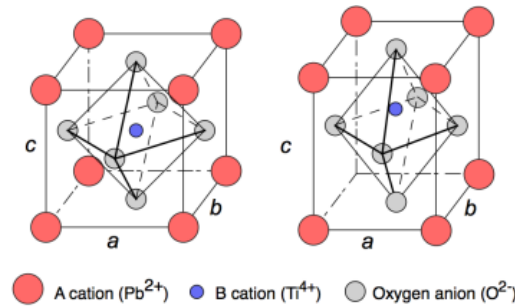 c
b
a
c
b
a
A cation (Pb2+)
B cation (Ti4+)
Oxygen anion (O2-)